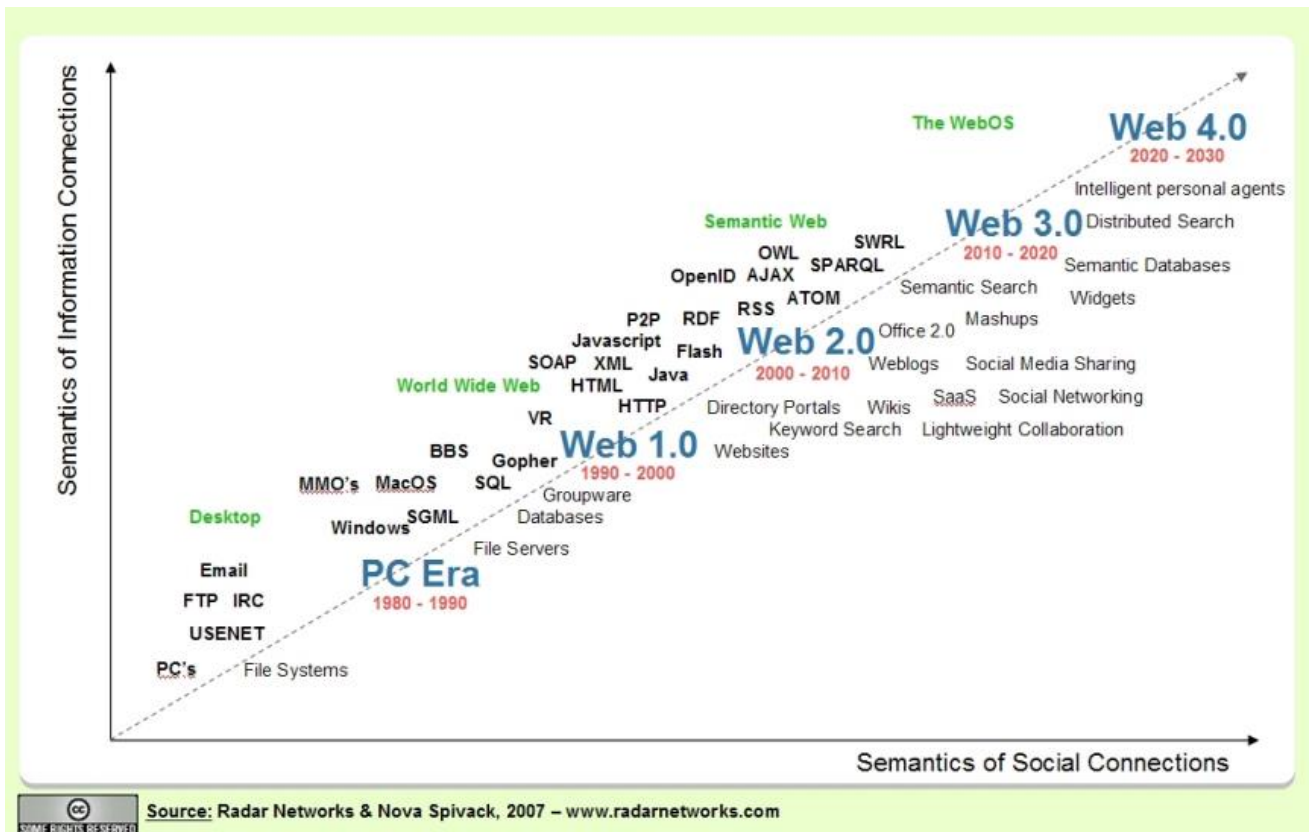 Semantics of Information Connections
The WebOS
Web 4.0
2020 - 2030
Intelligent personal agents
Semantic Web
Web 3.0
Distributed Search
2010 - 2020
SWRL
OWL
SPARQL
Semantic Databases
OpenID
AJAX
Semantic Search
ATOM
Widgets
RSS
P2P
RDF
Mashups
Javascript
Web 2.0
Office 2.0
Flash
SOAP
XML
2000 - 2010
Weblogs
Social Media Sharing
Java
World Wide Web
HTML
SaaS
Social Networking
HTTP
Directory Portals
Wikis
VR
Keyword Search
Lightweight Collaboration
Web 1.0
BBS
Websites
Gopher
1990 - 2000
MMO's
MacOS
SQL
Groupware
Desktop
SGML
Databases
Windows
File Servers
Email
PC Era
1980 - 1990
FTP
IRC
USENET
PC's
File Systems
Semantics of Social Connections
cc
SOME RIGHTS RESERVED
Source: Radar Networks & Nova Spivack, 2007 – www.radarnetworks.com